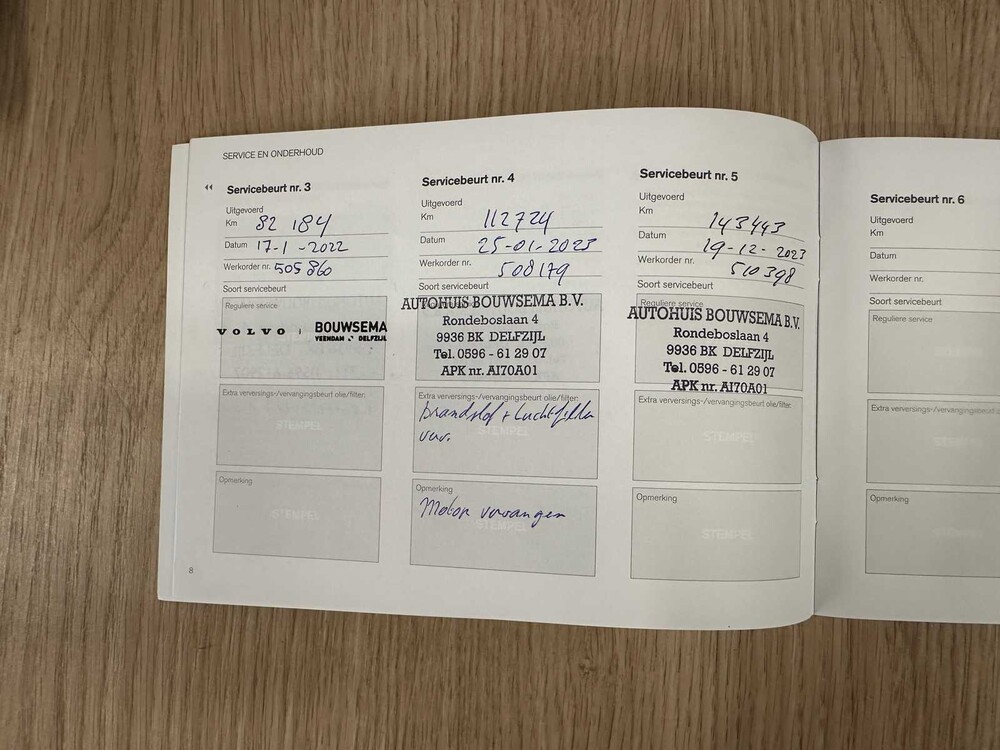 SERVICE EN ONDERHOUD
Servicebeurt nr. 3
Uitgevoerd
Km 82 184
Datum 17-1-2022
Werkorder nr. 505860
Soort servicebeurt
Reguliere service
VOLVO | BOUWSEMA
VEENDAM DELFZIJL
Extra verversings-/vervangingsbeurt olie/filter:
STEMPEL
Opmerking
STEMPEL
Servicebeurt nr. 4
Uitgevoerd
Km 112724
Datum 25-01-2023
Werkorder nr. 508179
Soort servicebeurt
AUTOHUIS BOUWSEMA B.V.
Rondeboslaan 4
9936 BK DELFZIJL
Tel. 0596 - 61 29 07
APK nr. AI70A01
Extra verversings-/vervangingsbeurt olie/filter:
brandstof + Luchtfilter
verv.
STEMPEL
Opmerking
Motor vervangen
STEMPEL
Servicebeurt nr. 5
Uitgevoerd
Km 143443
Datum 19-12-2023
Werkorder nr. 510398
Soort servicebeurt
Reguliere service
AUTOHUIS BOUWSEMA B.V.
Rondeboslaan 4
9936 BK DELFZIJL
Tel. 0596 - 61 29 07
APK nr. AI70A01
Extra verversings-/vervangingsbeurt olie/filter:
STEMPEL
Opmerking
STEMPEL
Servicebeurt nr. 6
Uitgevoerd
Km
Datum
Werkorder nr.
Soort servicebeurt
Reguliere service
Extra verversings-/vervangingsbeurt
Opmerking
8